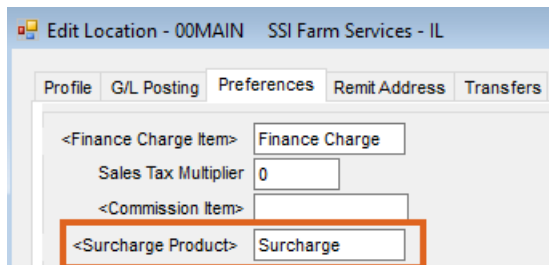 Edit Location - 00MAIN SSI Farm Services - IL
Profile G/L Posting Preferences Remit Address Transfers
<Finance Charge Item> Finance Charge
Sales Tax Multiplier 0
<Commission Item>
<Surcharge Product> Surcharge